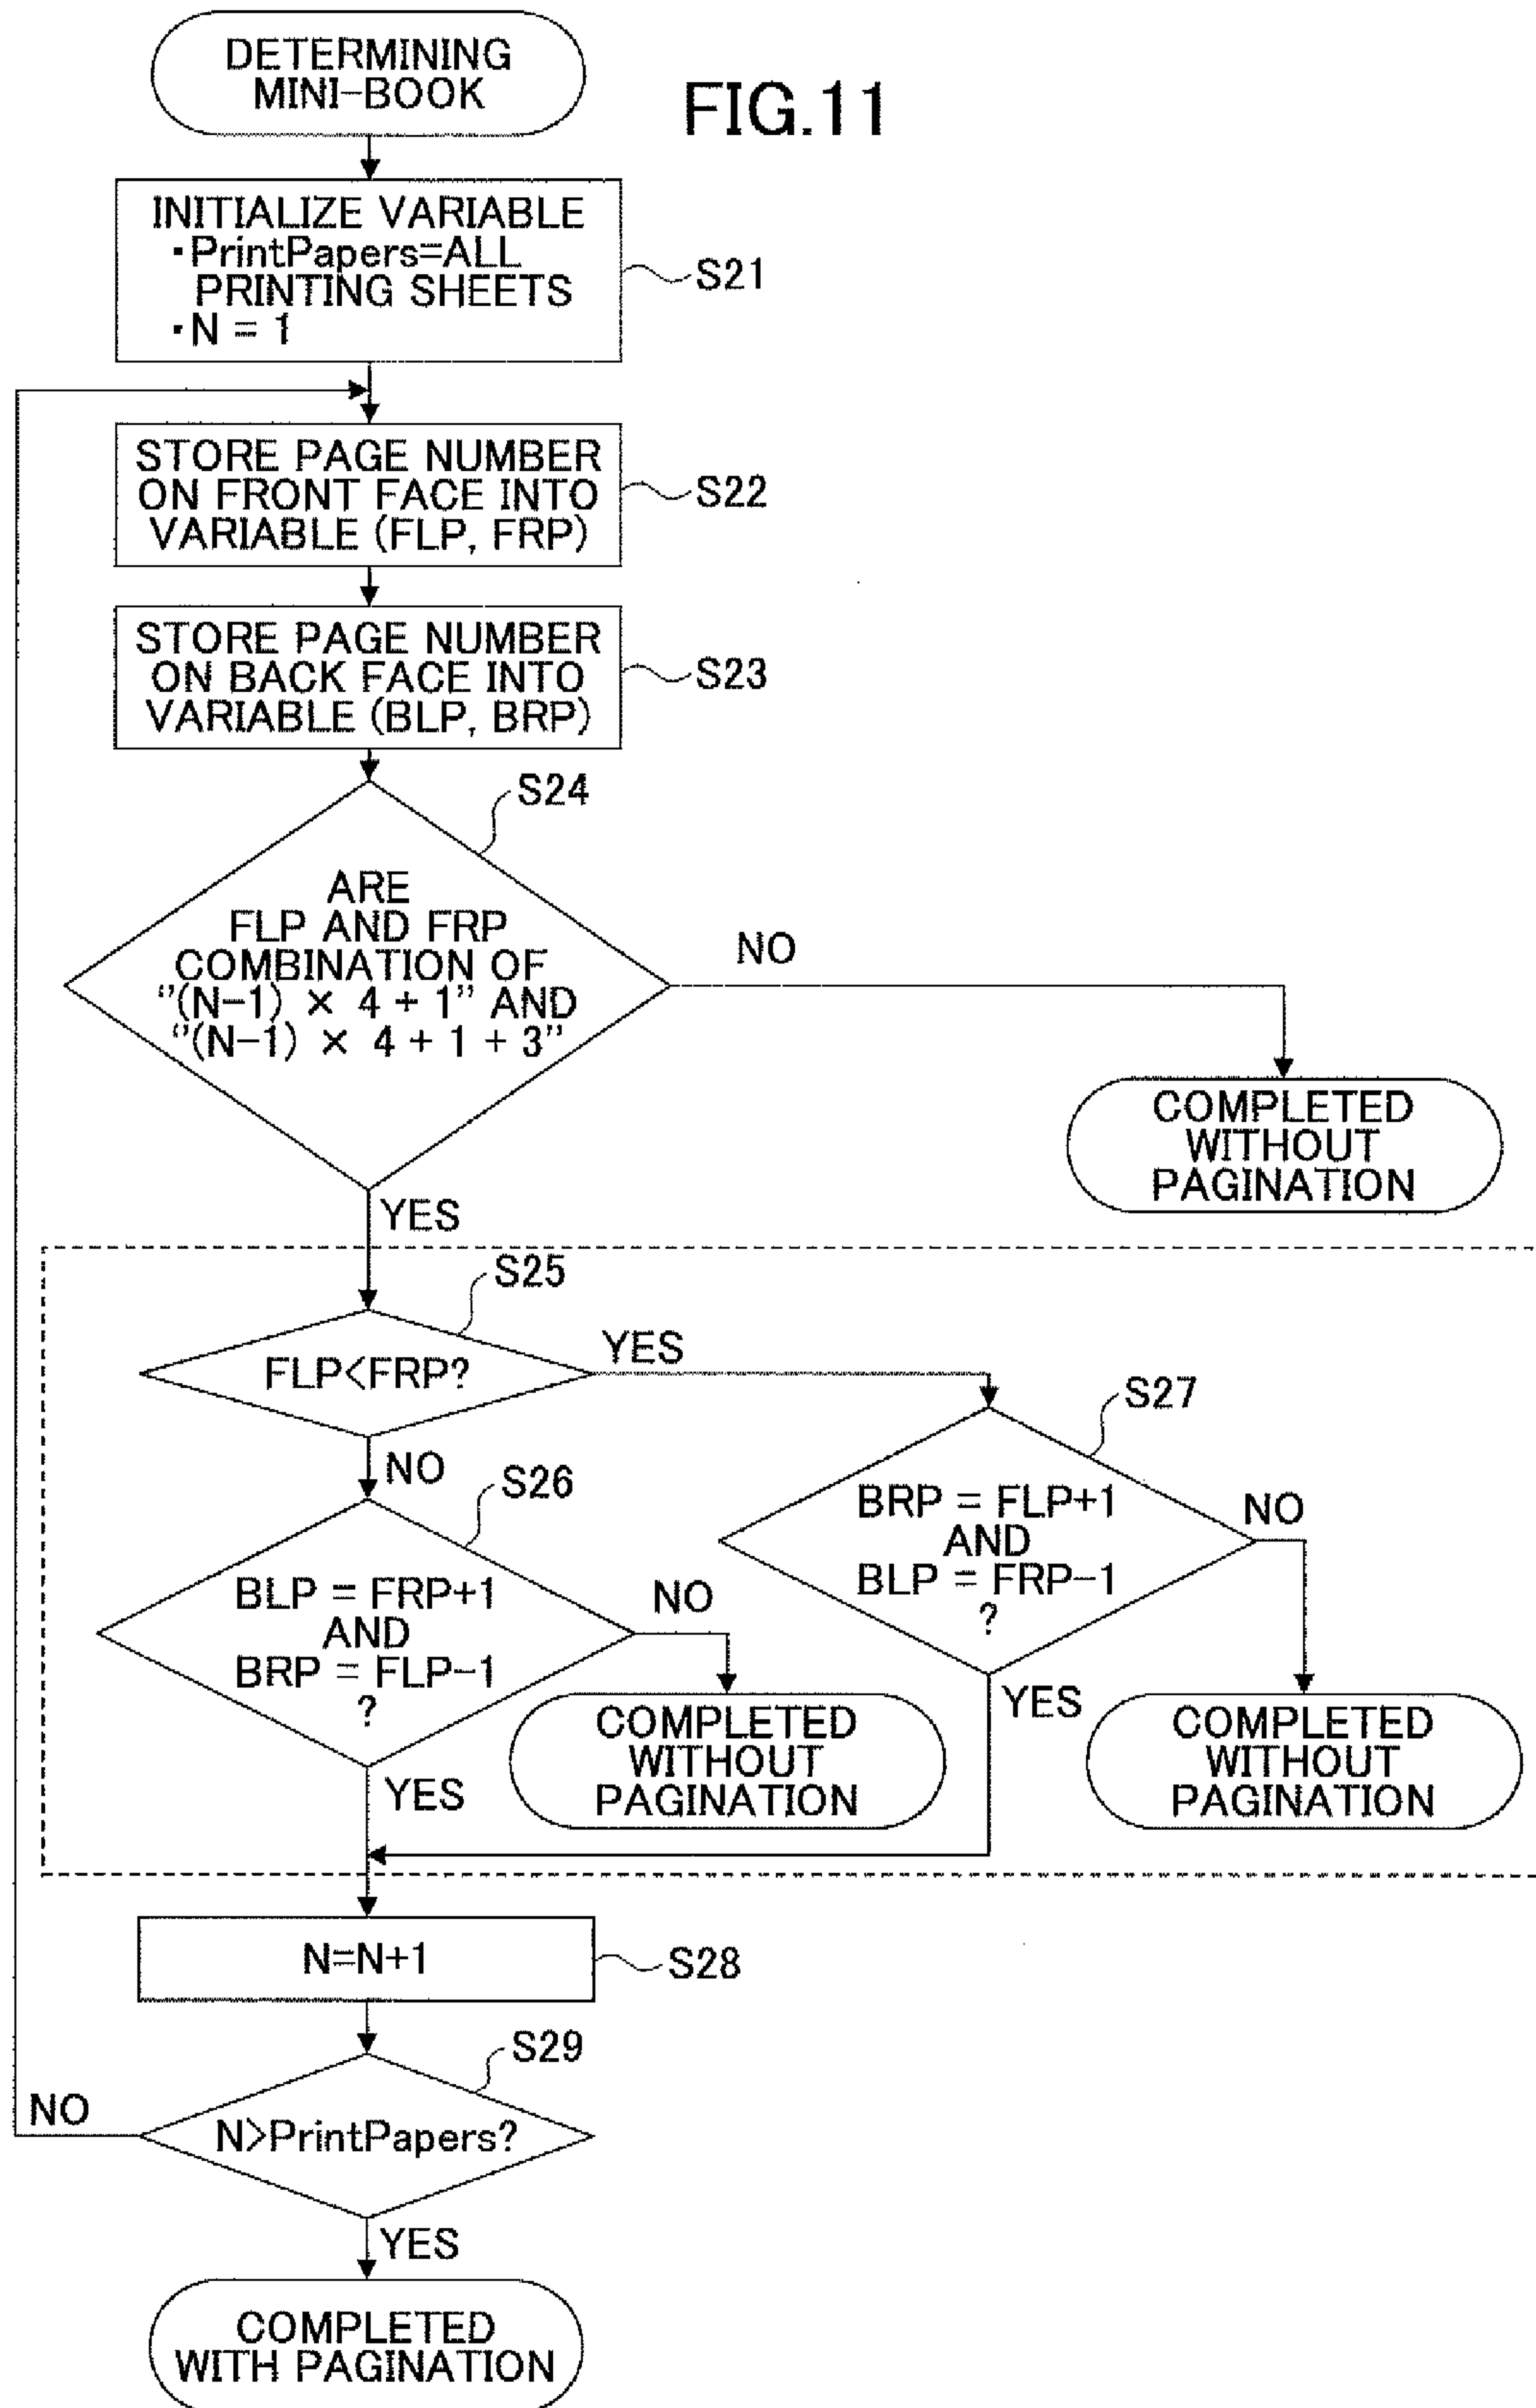 DETERMINING
MINI-BOOK
FIG.11
INITIALIZE VARIABLE
・PrintPapers=ALL
PRINTING SHEETS
・N = 1
S21
STORE PAGE NUMBER
ON FRONT FACE INTO
VARIABLE (FLP, FRP)
S22
STORE PAGE NUMBER
ON BACK FACE INTO
VARIABLE (BLP, BRP)
S23
S24
ARE
FLP AND FRP
COMBINATION OF
"(N-1) × 4 + 1" AND
"(N-1) × 4 + 1 + 3"
NO
COMPLETED
WITHOUT
PAGINATION
YES
S25
FLP<FRP?
YES
NO
S27
BRP = FLP+1
AND
BLP = FRP-1
?
NO
YES
COMPLETED
WITHOUT
PAGINATION
S26
BLP = FRP+1
AND
BRP = FLP-1
?
NO
COMPLETED
WITHOUT
PAGINATION
YES
N=N+1
S28
S29
N>PrintPapers?
NO
YES
COMPLETED
WITH PAGINATION